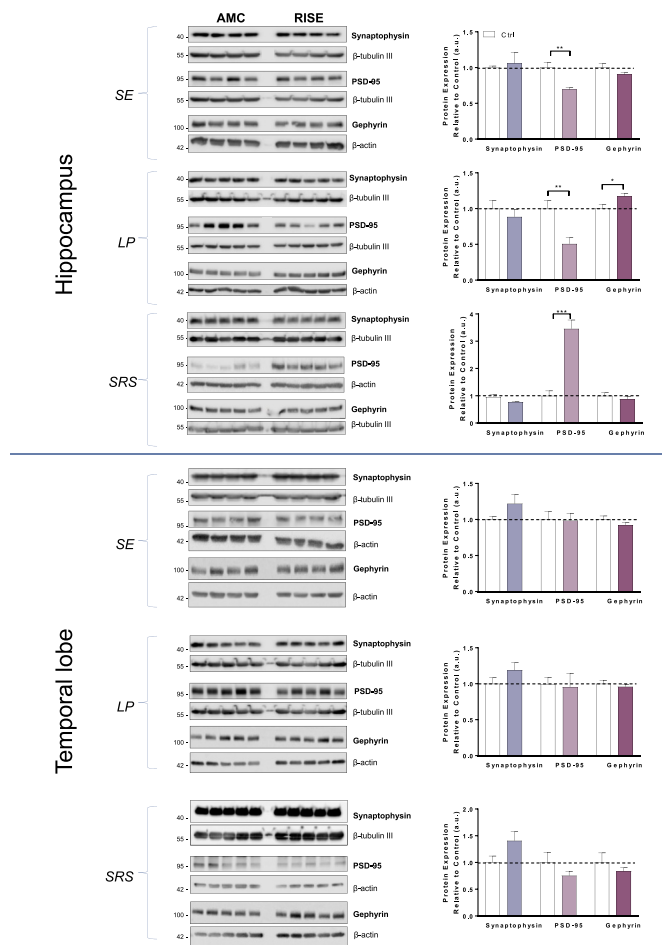 AMC RISE
Hippocampus
SE
40 Synaptophysin
55 β-tubulin III
95 PSD-95
55 β-tubulin III
100 Gephyrin
42 β-actin
Protein Expression
Relative to Control (a.u.)
1.5
1.0
0.5
0.0
Ctrl
**
Synaptophysin PSD-95 Gephyrin
LP
40 Synaptophysin
55 β-tubulin III
95 PSD-95
55 β-tubulin III
100 Gephyrin
42 β-actin
Protein Expression
Relative to Control (a.u.)
1.5
1.0
0.5
0.0
** *
Synaptophysin PSD-95 Gephyrin
SRS
40 Synaptophysin
55 β-tubulin III
95 PSD-95
42 β-actin
100 Gephyrin
55 β-tubulin III
Protein Expression
Relative to Control (a.u.)
4
3
2
1
0
***
Synaptophysin PSD-95 Gephyrin
Temporal lobe
SE
40 Synaptophysin
55 β-tubulin III
95 PSD-95
42 β-actin
100 Gephyrin
42 β-actin
Protein Expression
Relative to Control (a.u.)
1.5
1.0
0.5
0.0
Synaptophysin PSD-95 Gephyrin
LP
40 Synaptophysin
55 β-tubulin III
95 PSD-95
55 β-tubulin III
100 Gephyrin
42 β-actin
Protein Expression
Relative to Control (a.u.)
1.5
1.0
0.5
0.0
Synaptophysin PSD-95 Gephyrin
SRS
40 Synaptophysin
55 β-tubulin III
95 PSD-95
42 β-actin
100 Gephyrin
42 β-actin
Protein Expression
Relative to Control (a.u.)
2.0
1.5
1.0
0.5
0.0
Synaptophysin PSD-95 Gephyrin